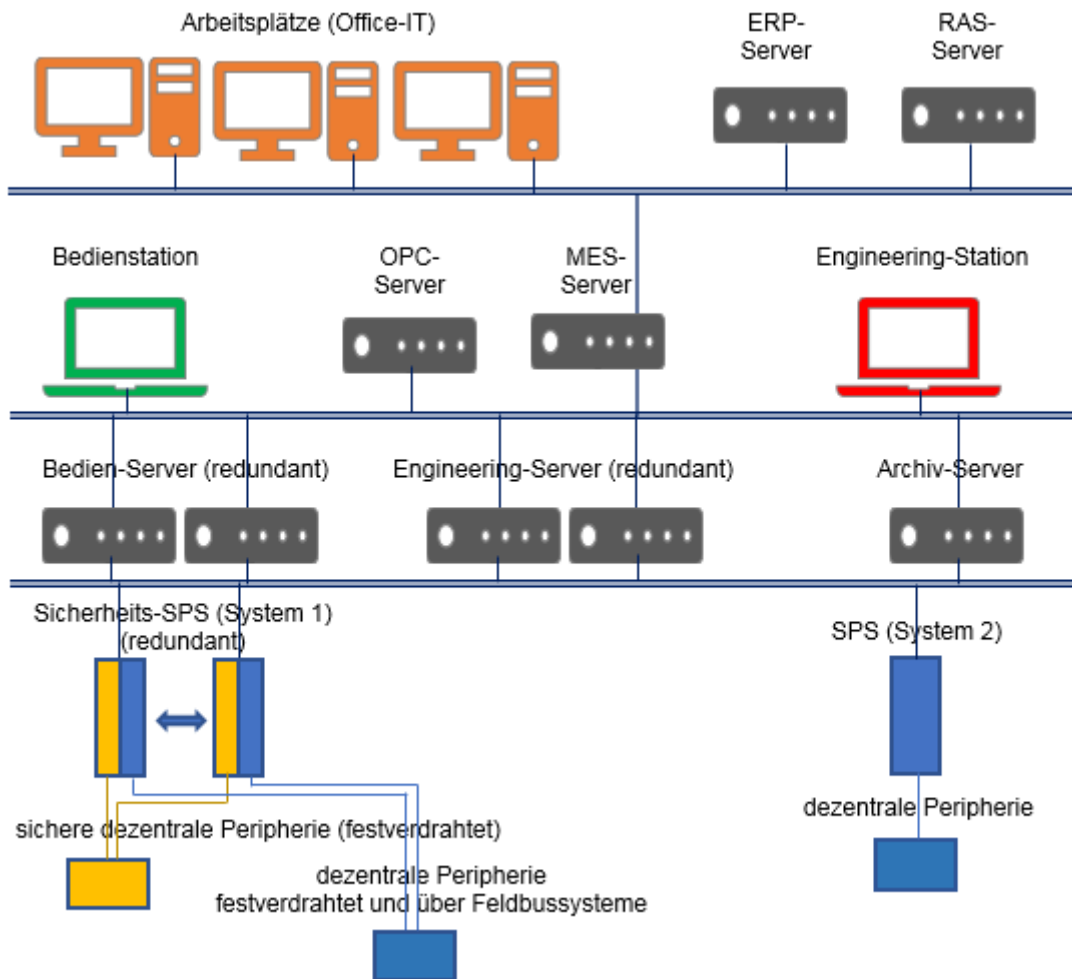 Arbeitsplätze (Office-IT)
ERP-
Server
RAS-
Server
Bedienstation
OPC-
Server
MES-
Server
Engineering-Station
Bedien-Server (redundant)
Engineering-Server (redundant)
Archiv-Server
Sicherheits-SPS (System 1)
(redundant)
SPS (System 2)
sichere dezentrale Peripherie (festverdrahtet)
dezentrale Peripherie
dezentrale Peripherie
festverdrahtet und über Feldbussysteme